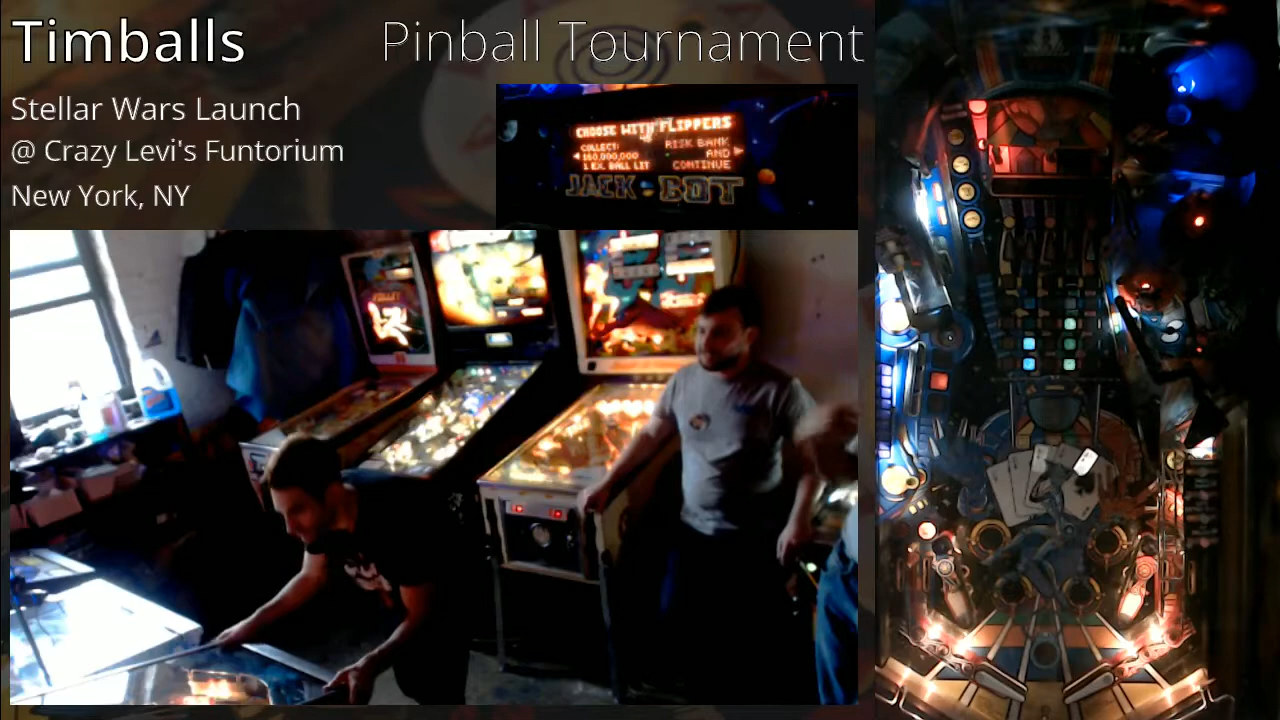 Timballs
Pinball Tournament
Stellar Wars Launch
@ Crazy Levi's Funtorium
New York, NY
CHOOSE WITH FLIPPERS
COLLECT:
160,000,000
1 EX. BALL LIT
RISK BANK
AND
CONTINUE
JACK-BOT